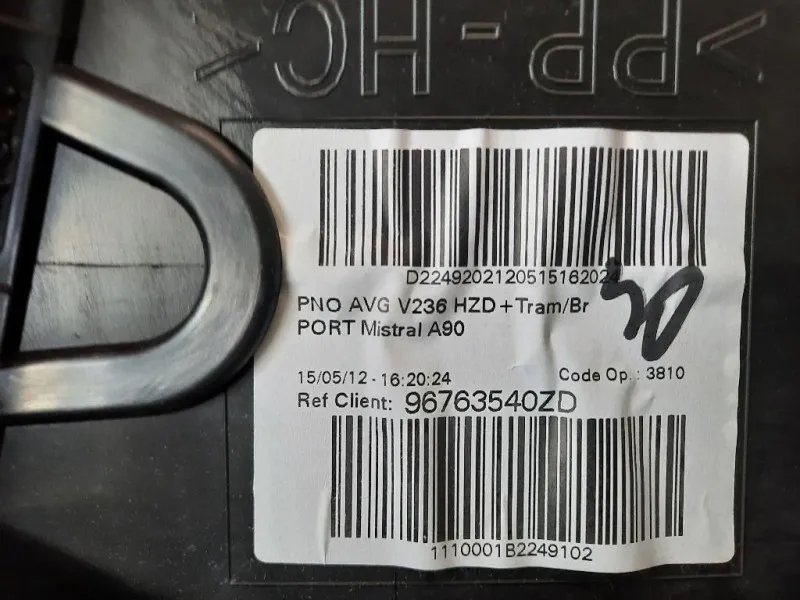 >PP-HC<
D2249202120515162024
PNO AVG V236 HZD+Tram/Br
PORT Mistral A90
15/05/12 - 16:20:24 Code Op.: 3810
Ref Client: 96763540ZD
1110001B2249102